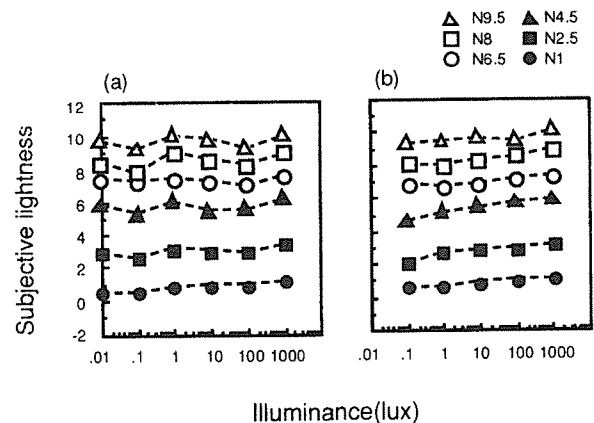 N9.5 N4.5
N8 N2.5
N6.5 N1
(a) (b)
Subjective lightness
12
10
8
6
4
2
0
-2
.01 .1 1 10 100 1000
.01 .1 1 10 100 1000
Illuminance(lux)